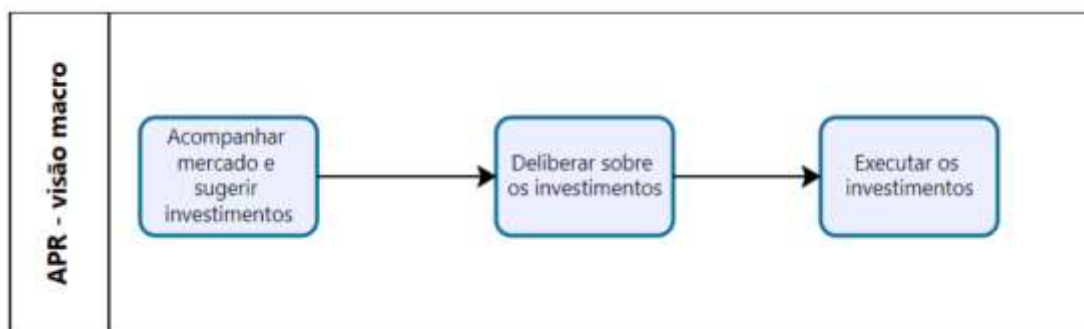 APR - visão macro
Acompanhar
mercado e
sugerir
investimentos
Deliberar sobre
os investimentos
Executar os
investimentos